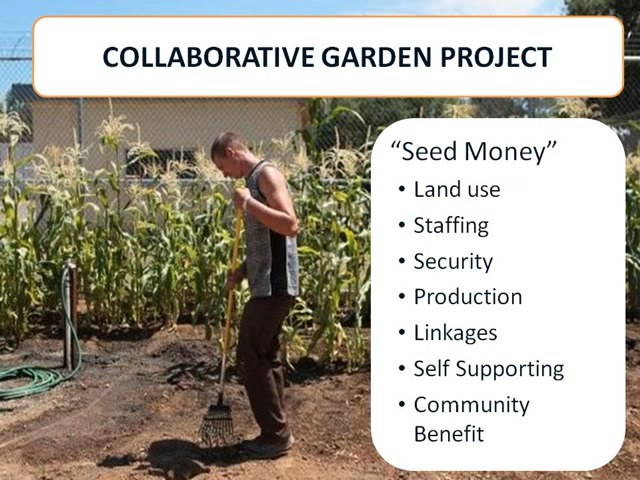 COLLABORATIVE GARDEN PROJECT
“Seed Money”
• Land use
• Staffing
• Security
• Production
• Linkages
• Self Supporting
• Community
Benefit